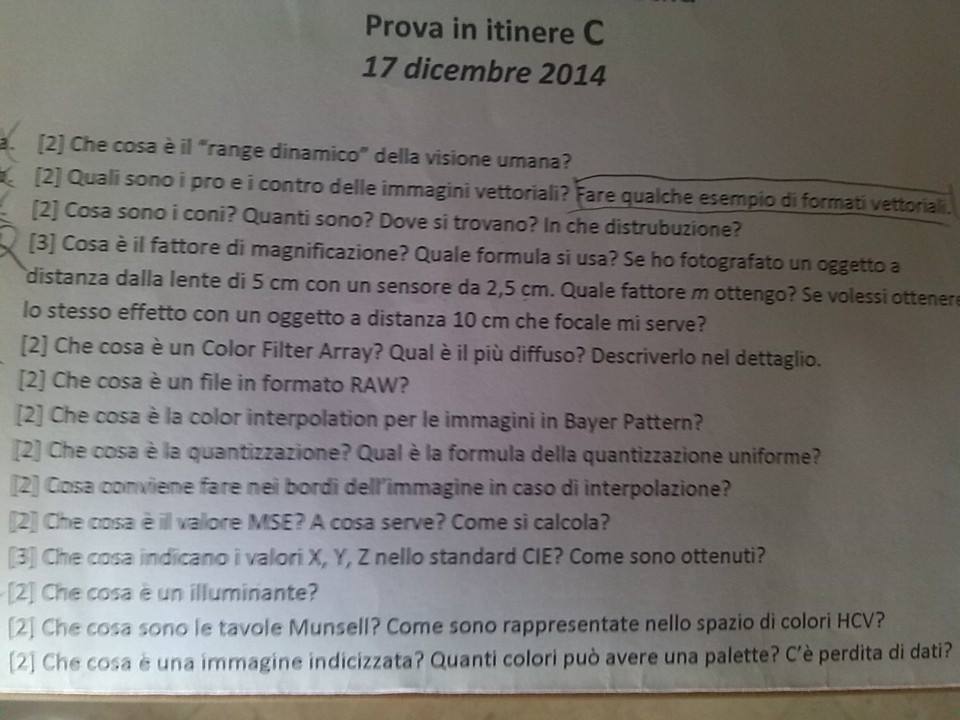 Prova in itinere C
17 dicembre 2014
a. [2] Che cosa è il “range dinamico” della visione umana?
[2] Quali sono i pro e i contro delle immagini vettoriali? Fare qualche esempio di formati vettoriali.
[2] Cosa sono i coni? Quanti sono? Dove si trovano? In che distrubuzione?
[3] Cosa è il fattore di magnificazione? Quale formula si usa? Se ho fotografato un oggetto a
distanza dalla lente di 5 cm con un sensore da 2,5 cm. Quale fattore m ottengo? Se volessi ottenere
lo stesso effetto con un oggetto a distanza 10 cm che focale mi serve?
[2] Che cosa è un Color Filter Array? Qual è il più diffuso? Descriverlo nel dettaglio.
[2] Che cosa è un file in formato RAW?
[2] Che cosa è la color interpolation per le immagini in Bayer Pattern?
[2] Che cosa è la quantizzazione? Qual è la formula della quantizzazione uniforme?
[2] Cosa conviene fare nei bordi dell’immagine in caso di interpolazione?
[2] Che cosa è il valore MSE? A cosa serve? Come si calcola?
[3] Che cosa indicano i valori X, Y, Z nello standard CIE? Come sono ottenuti?
[2] Che cosa è un illuminante?
[2] Che cosa sono le tavole Munsell? Come sono rappresentate nello spazio di colori HCV?
[2] Che cosa è una immagine indicizzata? Quanti colori può avere una palette? C’è perdita di dati?